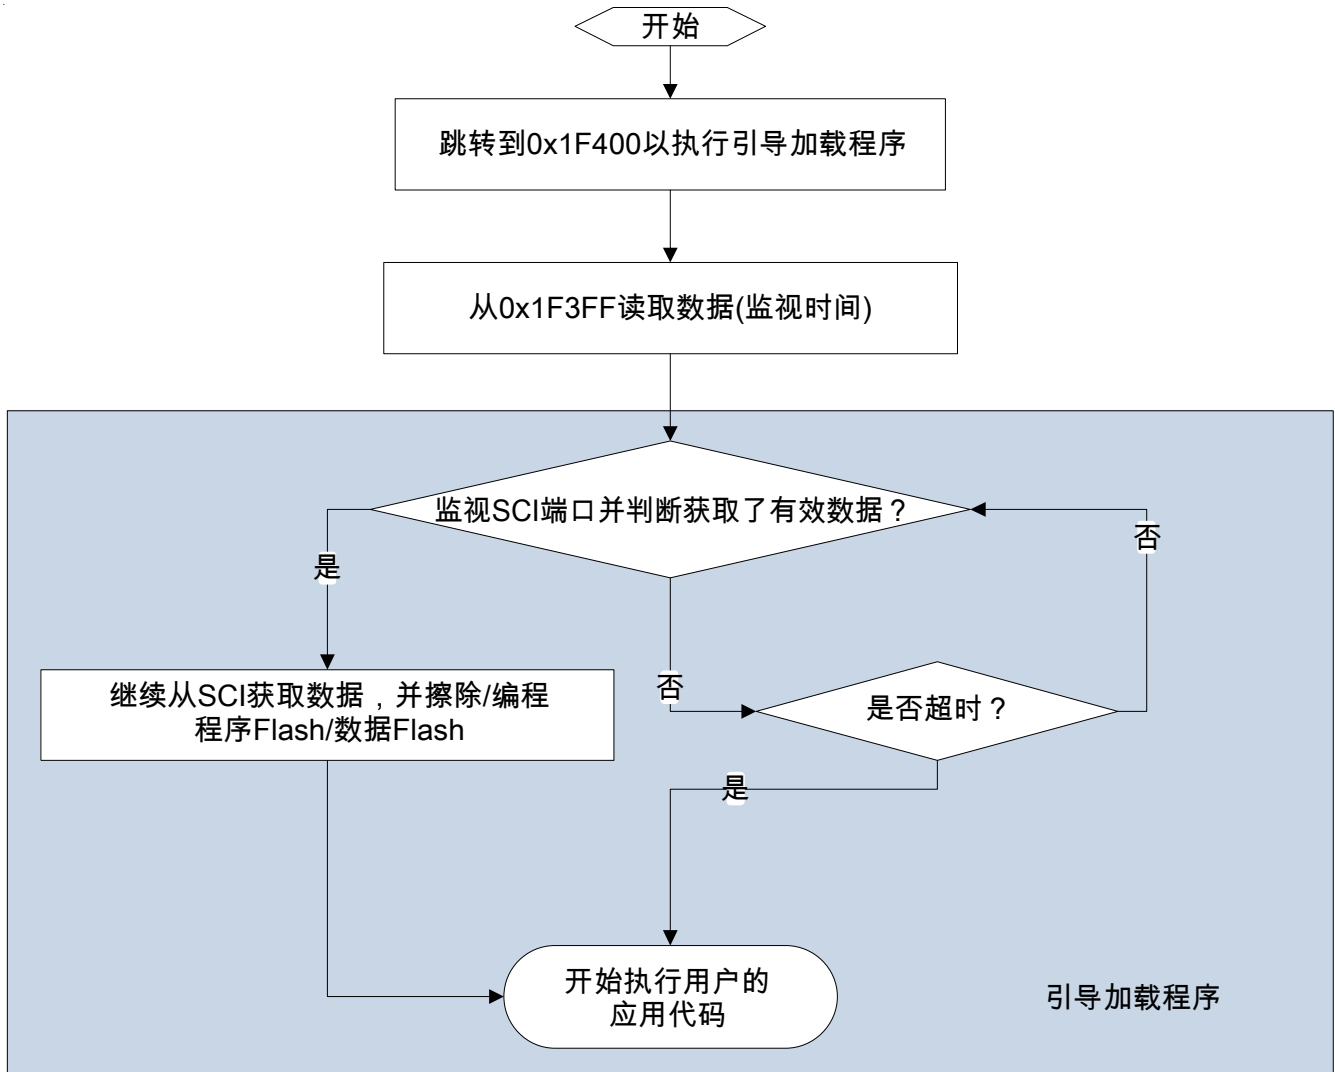 开始
跳转到0x1F400以执行引导加载程序
从0x1F3FF读取数据(监视时间)
监视SCI端口并判断获取了有效数据？
是
否
否
继续从SCI获取数据，并擦除/编程
程序Flash/数据Flash
是否超时？
是
开始执行用户的
应用代码
引导加载程序